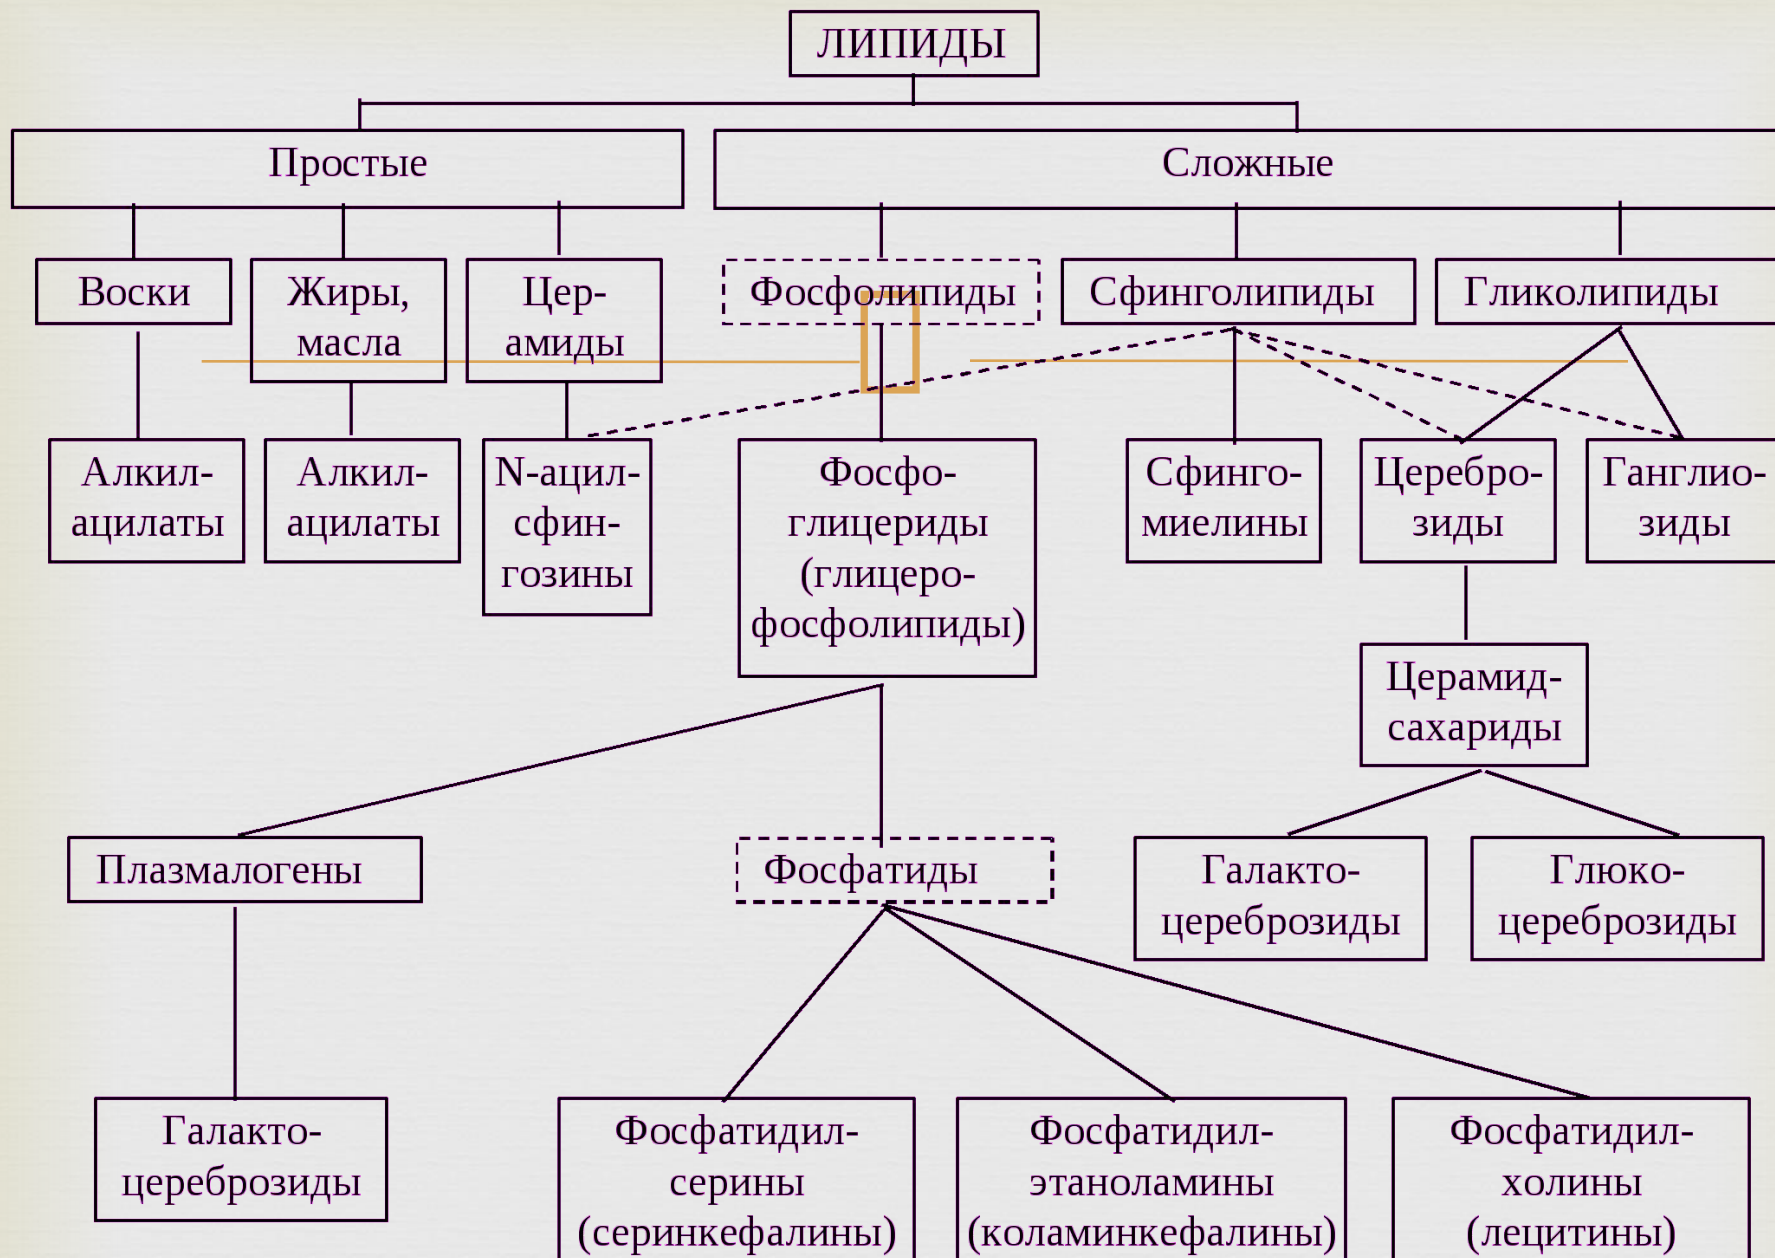 ЛИПИДЫ
Простые
Сложные
Воски
Жиры,
масла
Цер-
амиды
Фосфолипиды
Сфинголипиды
Гликолипиды
Алкил-
ацилаты
Алкил-
ацилаты
N-ацил-
сфин-
гозины
Фосфо-
глицериды
(глицеро-
фосфолипиды)
Сфинго-
миелины
Церебро-
зиды
Ганглио-
зиды
Церамид-
сахариды
Плазмалогены
Фосфатиды
Галакто-
цереброзиды
Глюко-
цереброзиды
Галакто-
цереброзиды
Фосфатидил-
серины
(серинкефалины)
Фосфатидил-
этаноламины
(коламинкефалины)
Фосфатидил-
холины
(лецитины)